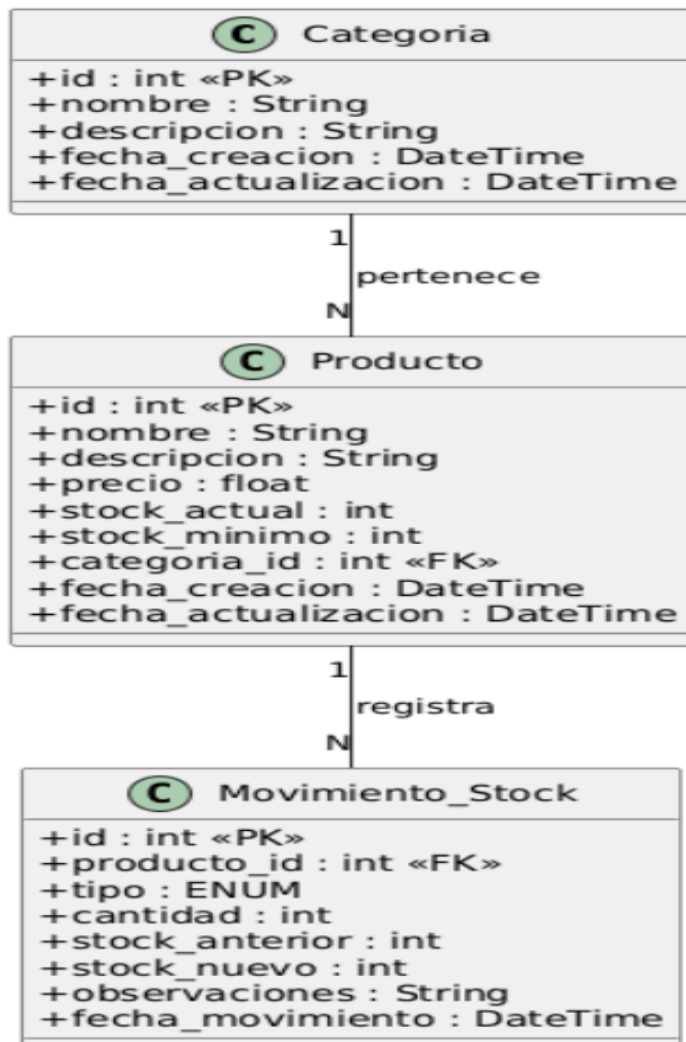 C Categoria
+id : int «PK»
+nombre : String
+descripcion : String
+fecha_creacion : DateTime
+fecha_actualizacion : DateTime
1
pertenece
N
C Producto
+id : int «PK»
+nombre : String
+descripcion : String
+precio : float
+stock_actual : int
+stock_minimo : int
+categoria_id : int «FK»
+fecha_creacion : DateTime
+fecha_actualizacion : DateTime
1
registra
N
C Movimiento_Stock
+id : int «PK»
+producto_id : int «FK»
+tipo : ENUM
+cantidad : int
+stock_anterior : int
+stock_nuevo : int
+observaciones : String
+fecha_movimiento : DateTime